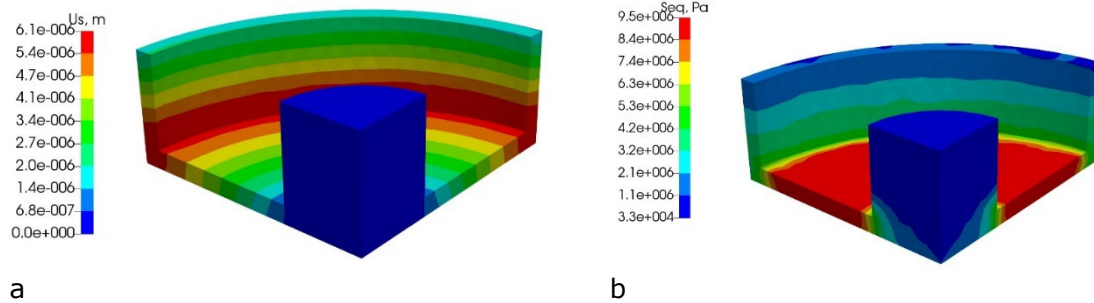 Us, m
6.1e-006
5.4e-006
4.7e-006
4.1e-006
3.4e-006
2.7e-006
2.0e-006
1.4e-006
6.8e-007
0.0e+000
a
Seq, Pa
9.5e+006
8.4e+006
7.4e+006
6.3e+006
5.3e+006
4.2e+006
3.2e+006
2.1e+006
1.1e+006
3.3e+004
b